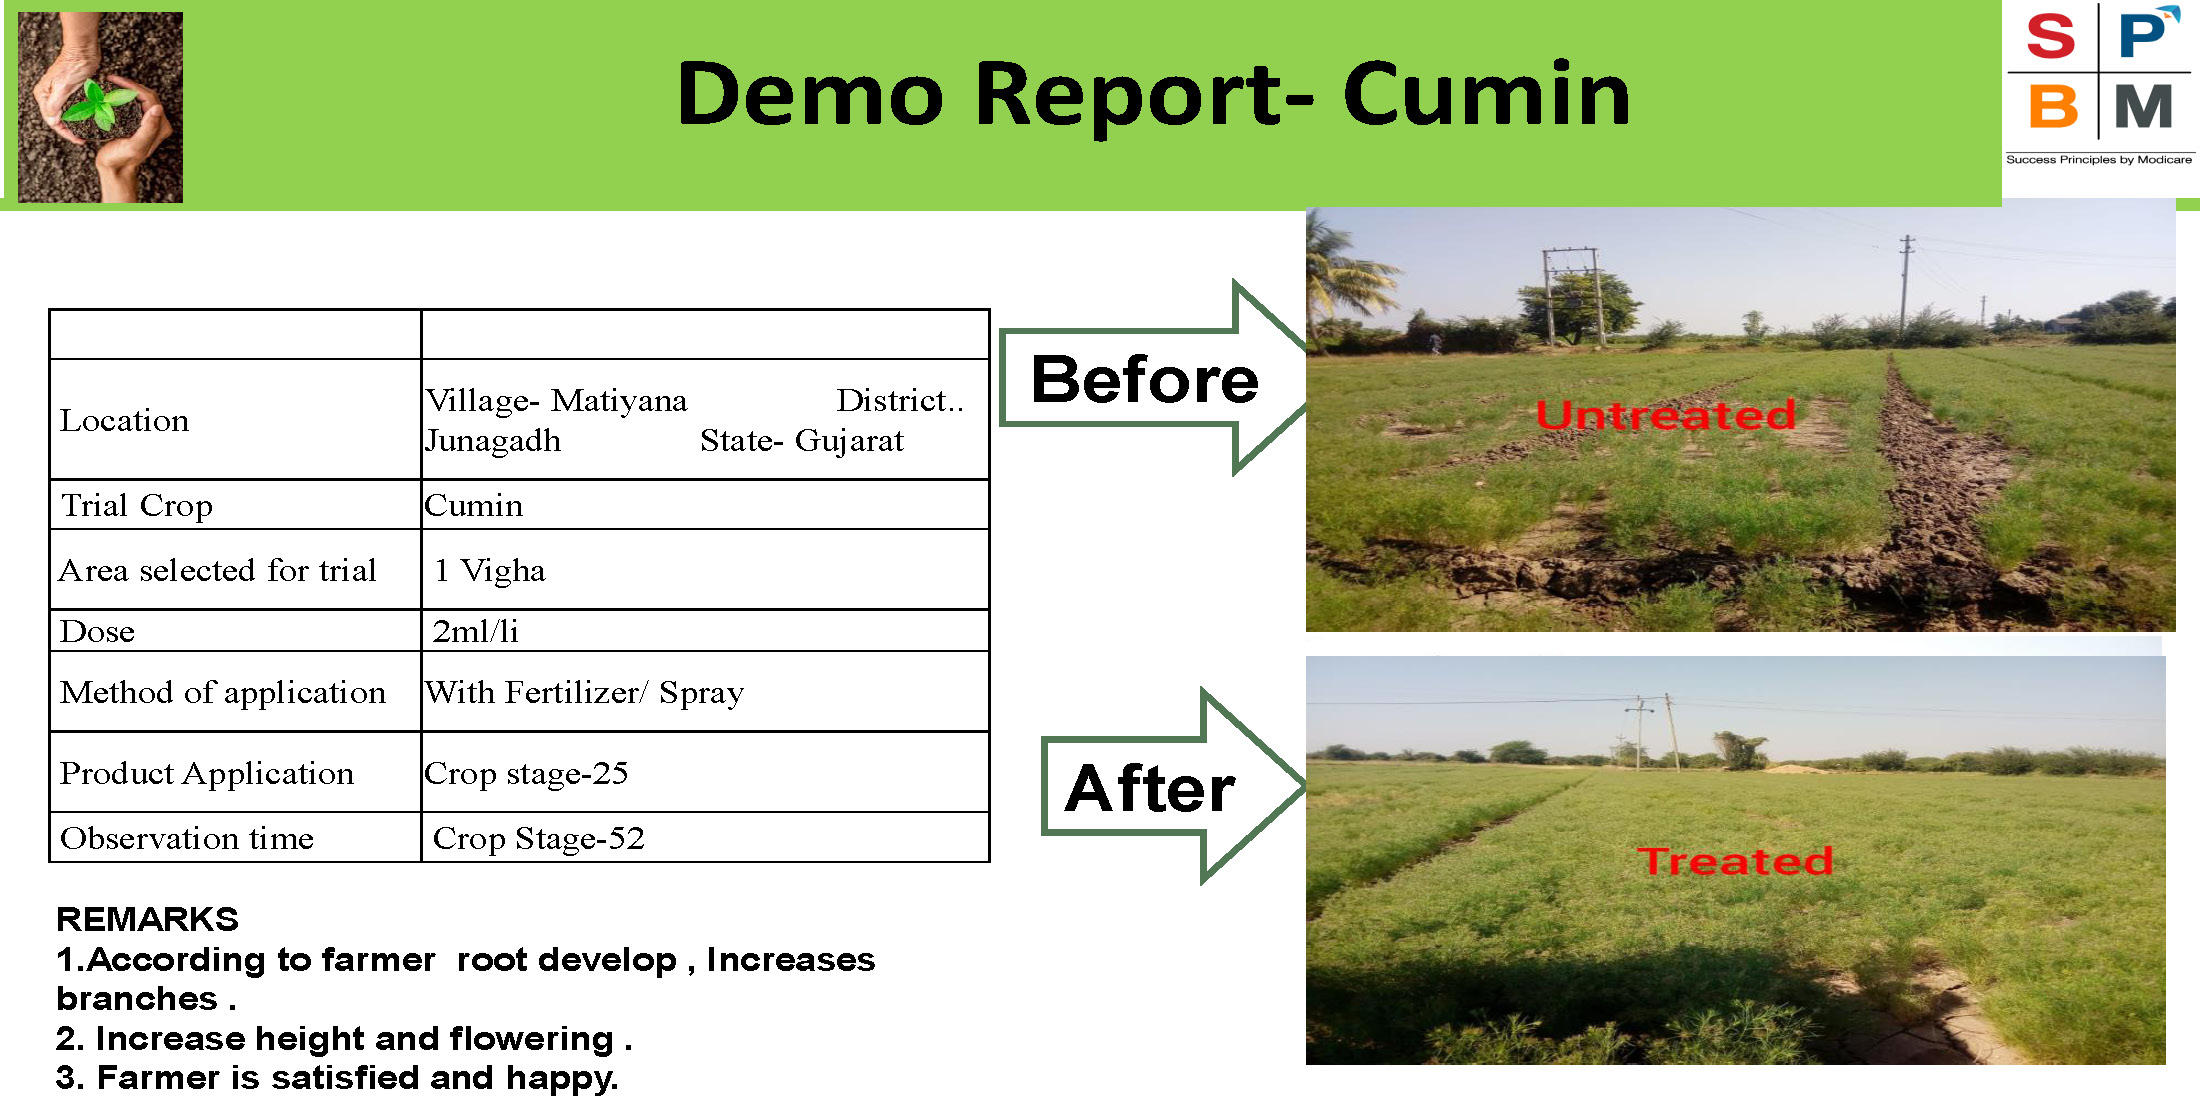 Demo Report- Cumin
S P
B M
Success Principles by Modicare
Location
Village- Matiyana District..
Junagadh State- Gujarat
Trial Crop
Cumin
Area selected for trial
1 Vigha
Dose
2ml/li
Method of application
With Fertilizer/ Spray
Product Application
Crop stage-25
Observation time
Crop Stage-52
REMARKS
1.According to farmer root develop , Increases
branches .
2. Increase height and flowering .
3. Farmer is satisfied and happy.
Before
Untreated
After
Treated